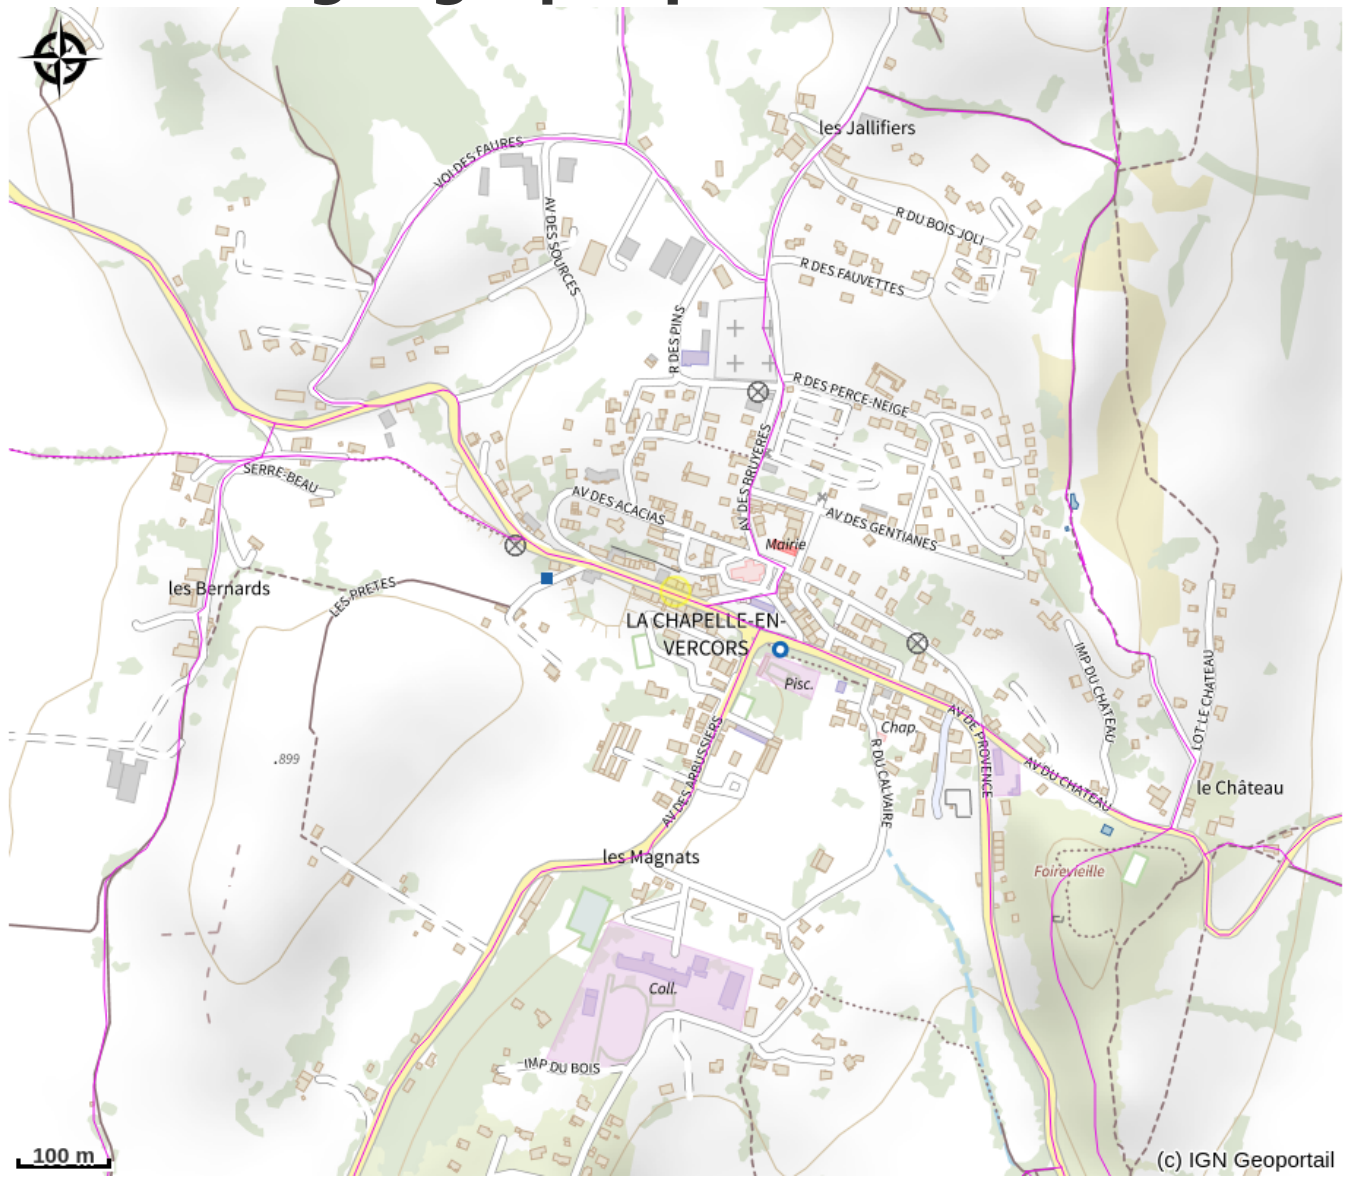 les Jallifiers
VOI DES FAURES
AV DES SOURCES
R DU BOIS JOLI
R DES FAUVETTES
R DES PINS
R DES PERCE-NEIGE
AV DES BRUYERES
SERRE-BEAU
AV DES ACACIAS
AV DES GENTIANES
Mairie
les Bernards
LES PRETES
LA CHAPELLE-EN-
VERCORS
Pisc.
IMP DU CHATEAU
LOT LE CHATEAU
Chap.
AV DE PROVENCE
AV DES ARBUSSIERS
R DU CALVAIRE
AV DU CHATEAU
.899
le Château
les Magnats
Foirevieille
Coll.
IMP DU BOIS
100 m
(c) IGN Geoportail